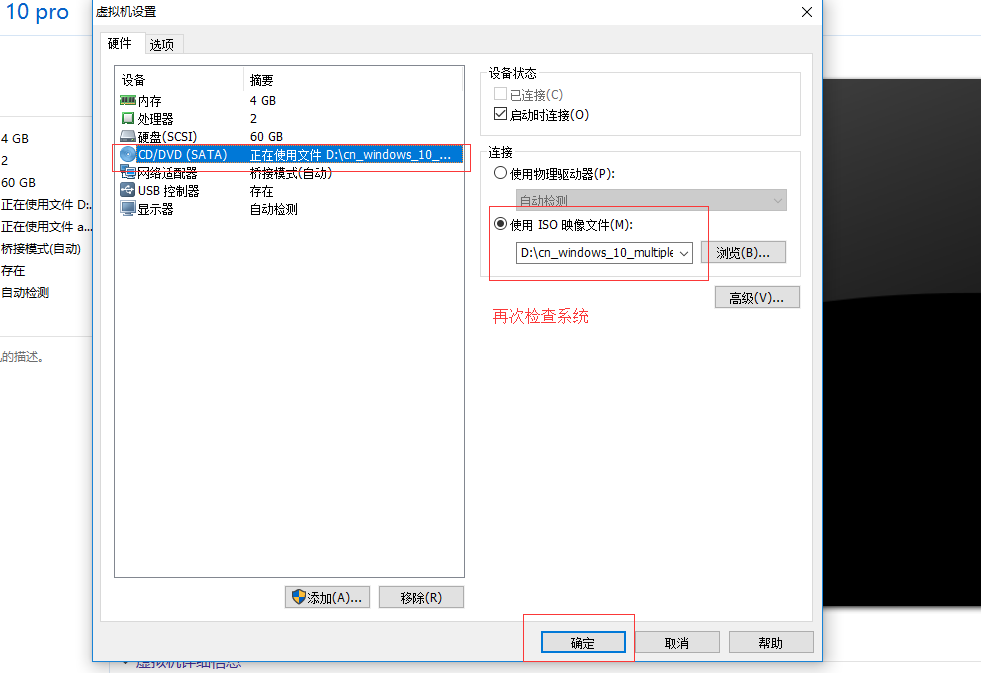 10 pro
4 GB
2
60 GB
正在使用文件 D:...
正在使用文件 a...
桥接模式(自动)
存在
自动检测
的描述。
虚拟机设置
硬件 选项
设备 摘要
内存 4 GB
处理器 2
硬盘(SCSI) 60 GB
CD/DVD (SATA) 正在使用文件 D:\cn_windows_10_...
网络适配器 桥接模式(自动)
USB 控制器 存在
显示器 自动检测
添加(A)... 移除(R)
设备状态
已连接(C)
启动时连接(O)
连接
使用物理驱动器(P):
自动检测
使用 ISO 映像文件(M):
D:\cn_windows_10_multiple 浏览(B)...
高级(V)...
再次检查系统
确定 取消 帮助
虚拟机详细信息